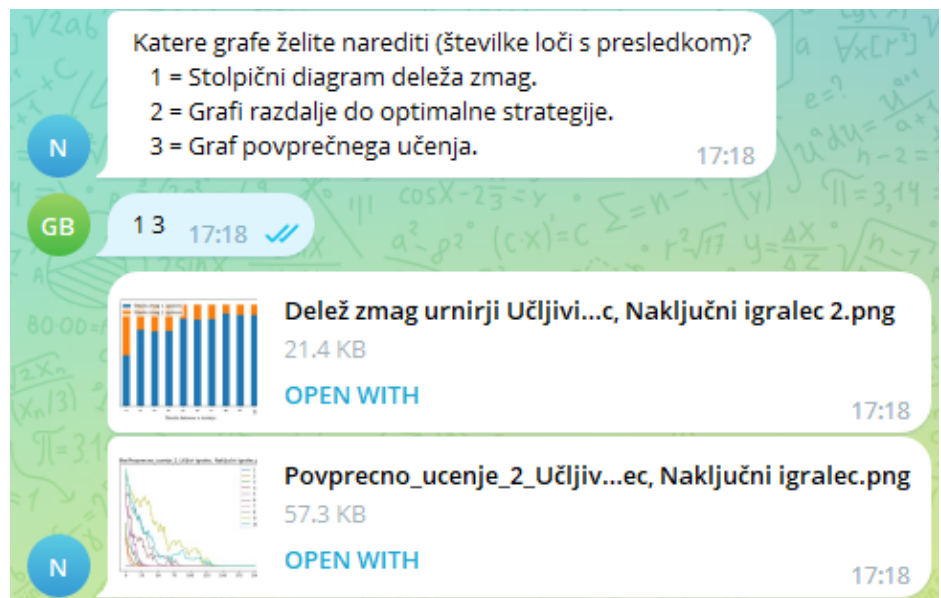 Katere grafe želite narediti (številke loči s presledkom)?
1 = Stolpični diagram deleža zmag.
2 = Grafi razdalje do optimalne strategije.
3 = Graf povprečnega učenja.
17:18
N
GB
1 3
17:18
Delež zmag urnirji Učljivi...c, Naključni igralec 2.png
21.4 KB
OPEN WITH
17:18
Povprecno_ucenje_2_Učljiv...ec, Naključni igralec.png
57.3 KB
OPEN WITH
N
17:18